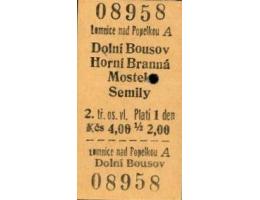 08958
Lomnice nad Popelkou A
Dolní Bousov
Horní Branná
Mostek
Semily
2. tř. os. vl. Platí 1 den
Kčs 4,00 ½ 2,00
Lomnice nad Popelkou A
Dolní Bousov
08958